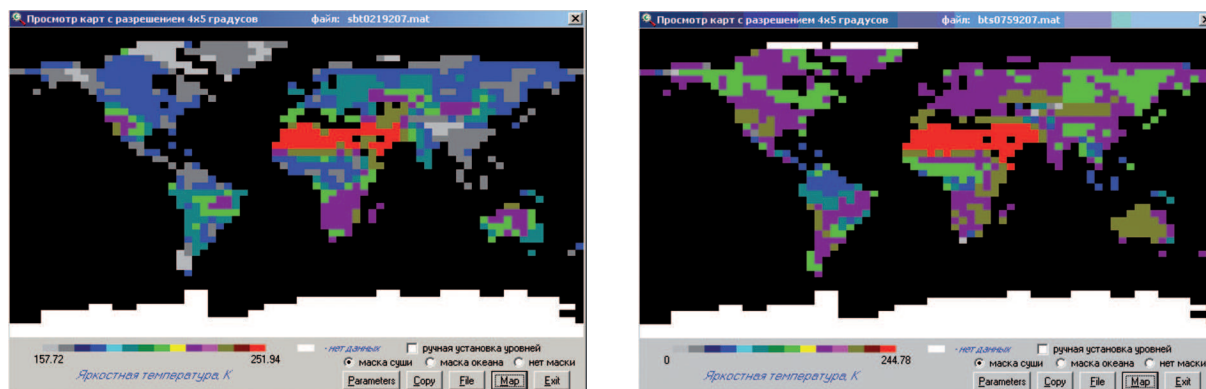 Просмотр карт с разрешением 4x5 градусов файл: sbt0219207.mat
157.72 251.94
- нет данных
ручная установка уровней
маска суши маска океана нет маски
Яркостная температура, К
Parameters Copy File Map Exit
Просмотр карт с разрешением 4x5 градусов файл: bts0759207.mat
0 244.78
- нет данных
ручная установка уровней
маска суши маска океана нет маски
Яркостная температура, К
Parameters Copy File Map Exit